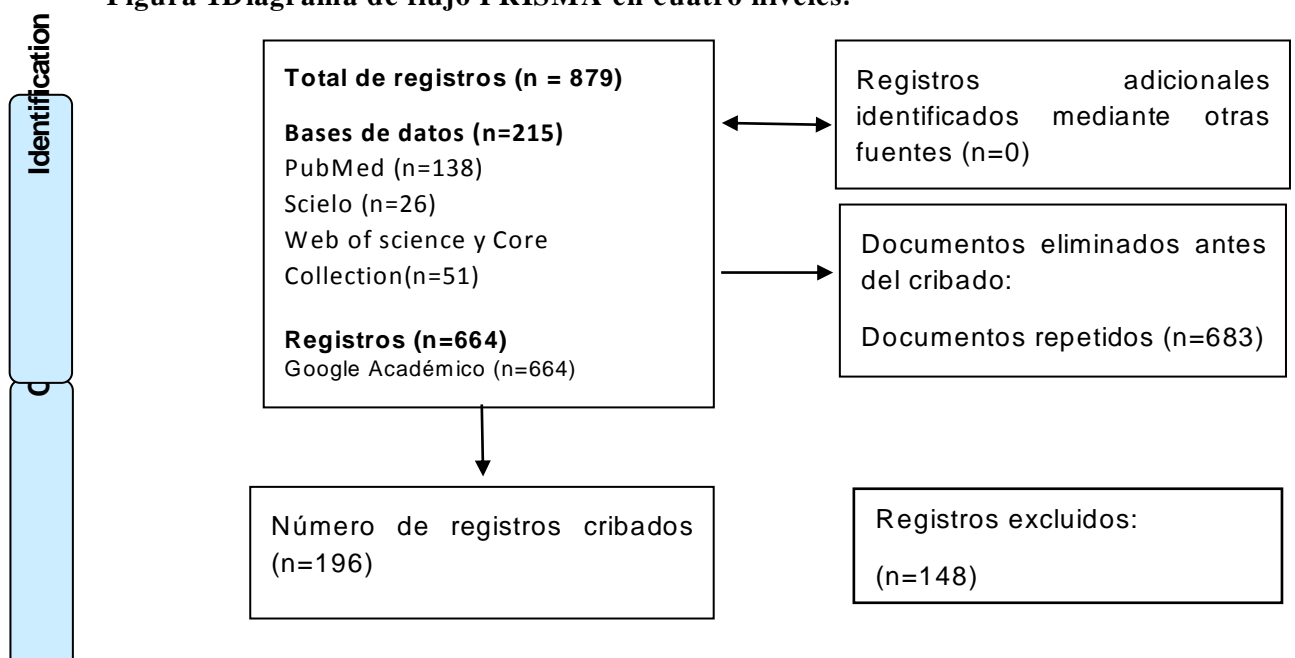 Figura 1Diagrama de flujo PRISMA en cuatro niveles.
Identification
Total de registros (n = 879)
Bases de datos (n=215)
PubMed (n=138)
Scielo (n=26)
Web of science y Core
Collection(n=51)
Registros (n=664)
Google Académico (n=664)
Registros adicionales
identificados mediante otras
fuentes (n=0)
Documentos eliminados antes
del cribado:
Documentos repetidos (n=683)
Número de registros cribados
(n=196)
Registros excluidos:
(n=148)